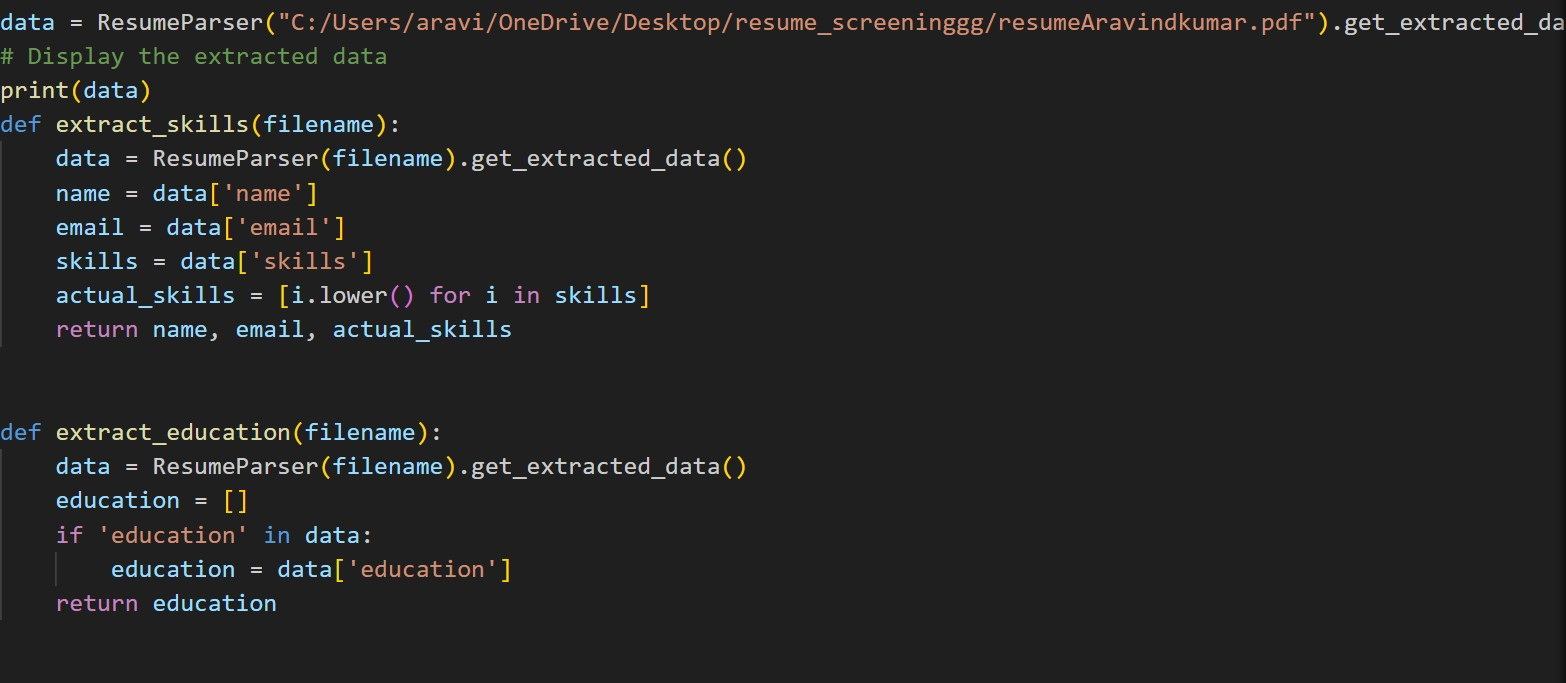 data = ResumeParser("C:/Users/aravi/OneDrive/Desktop/resume_screeninggg/resumeAravindkumar.pdf").get_extracted_da
# Display the extracted data
print(data)
def extract_skills(filename):
    data = ResumeParser(filename).get_extracted_data()
    name = data['name']
    email = data['email']
    skills = data['skills']
    actual_skills = [i.lower() for i in skills]
    return name, email, actual_skills
def extract_education(filename):
    data = ResumeParser(filename).get_extracted_data()
    education = []
    if 'education' in data:
        education = data['education']
    return education